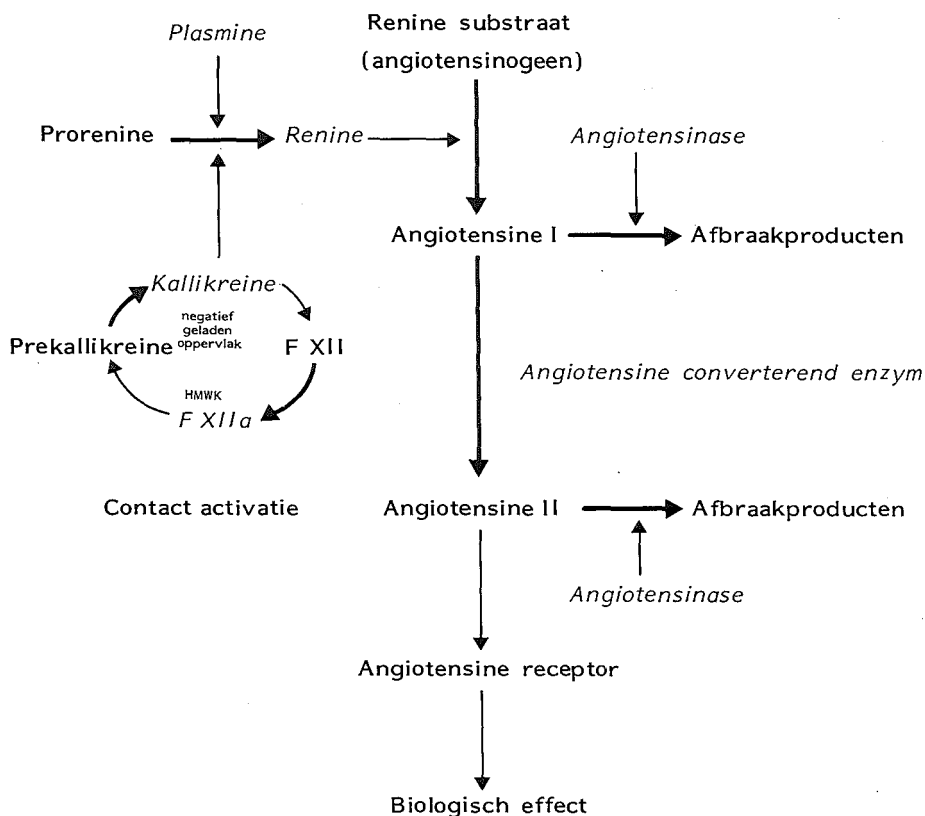 Plasmine
Renine substraat
(angiotensinogeen)
Prorenine
Renine
Angiotensinase
Angiotensine I
Afbraakproducten
Kallikreine
negatief
geladen
oppervlak
Prekallikreine
F XII
HMWK
F XIIa
Angiotensine converterend enzym
Contact activatie
Angiotensine II
Afbraakproducten
Angiotensinase
Angiotensine receptor
Biologisch effect